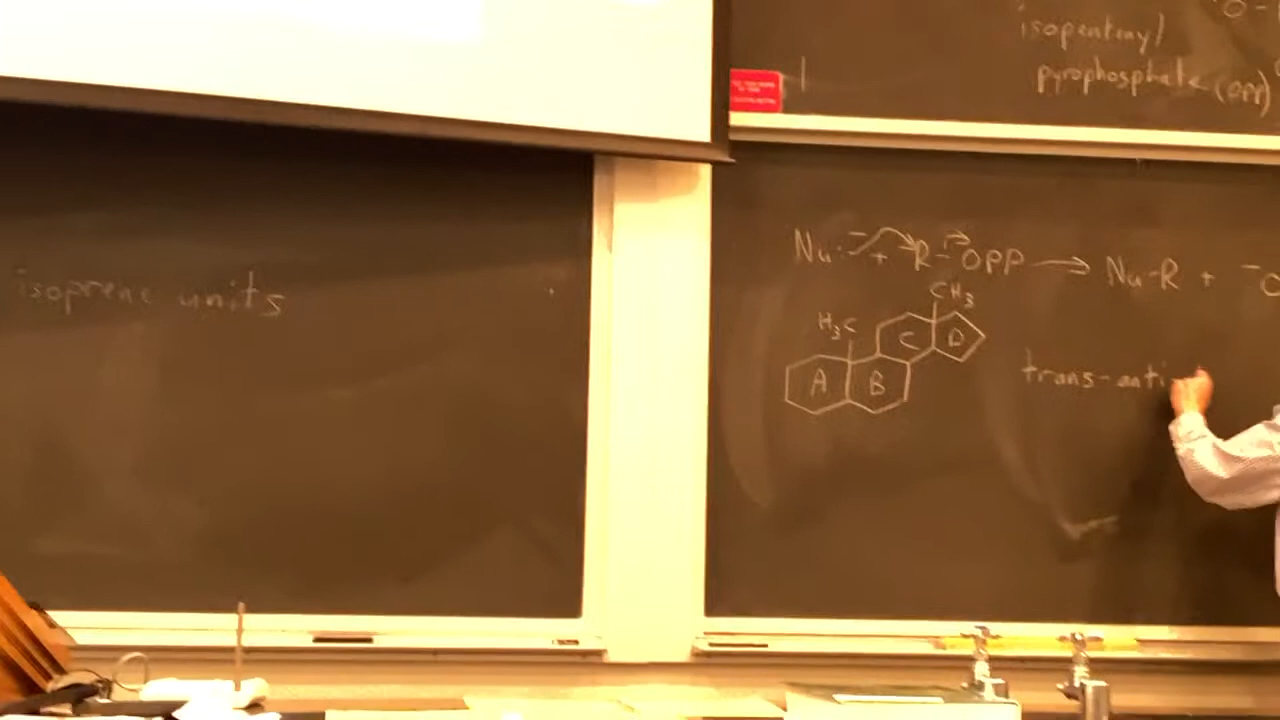 isopentenyl
pyrophosphate (OPP)
isoprene units
Nu:⁻ + R-OPP → Nu-R + ⁻O
CH₃
H₃C
A B C D
trans-anti